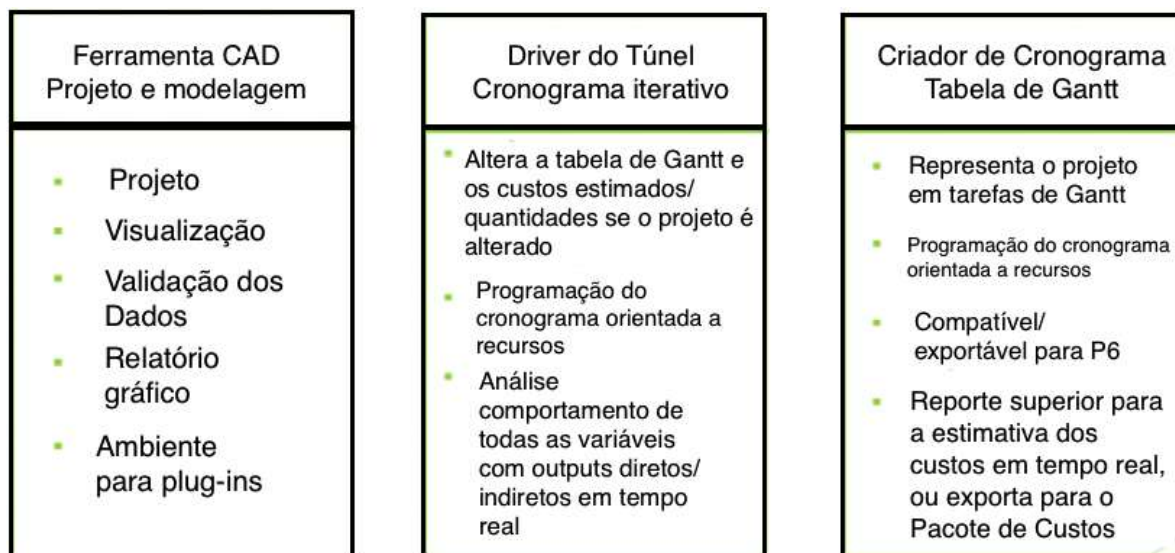 Ferramenta CAD
Projeto e modelagem
Projeto
Visualização
Validação dos
Dados
Relatório
gráfico
Ambiente
para plug-ins
Driver do Túnel
Cronograma iterativo
Altera a tabela de Gantt e
os custos estimados/
quantidades se o projeto é
alterado
Programação do
cronograma orientada a
recursos
Análise
comportamento de
todas as variáveis
com outputs diretos/
indiretos em tempo
real
Criador de Cronograma
Tabela de Gantt
Representa o projeto
em tarefas de Gantt
Programação do cronograma
orientada a recursos
Compatível/
exportável para P6
Reporte superior para
a estimativa dos
custos em tempo real,
ou exporta para o
Pacote de Custos